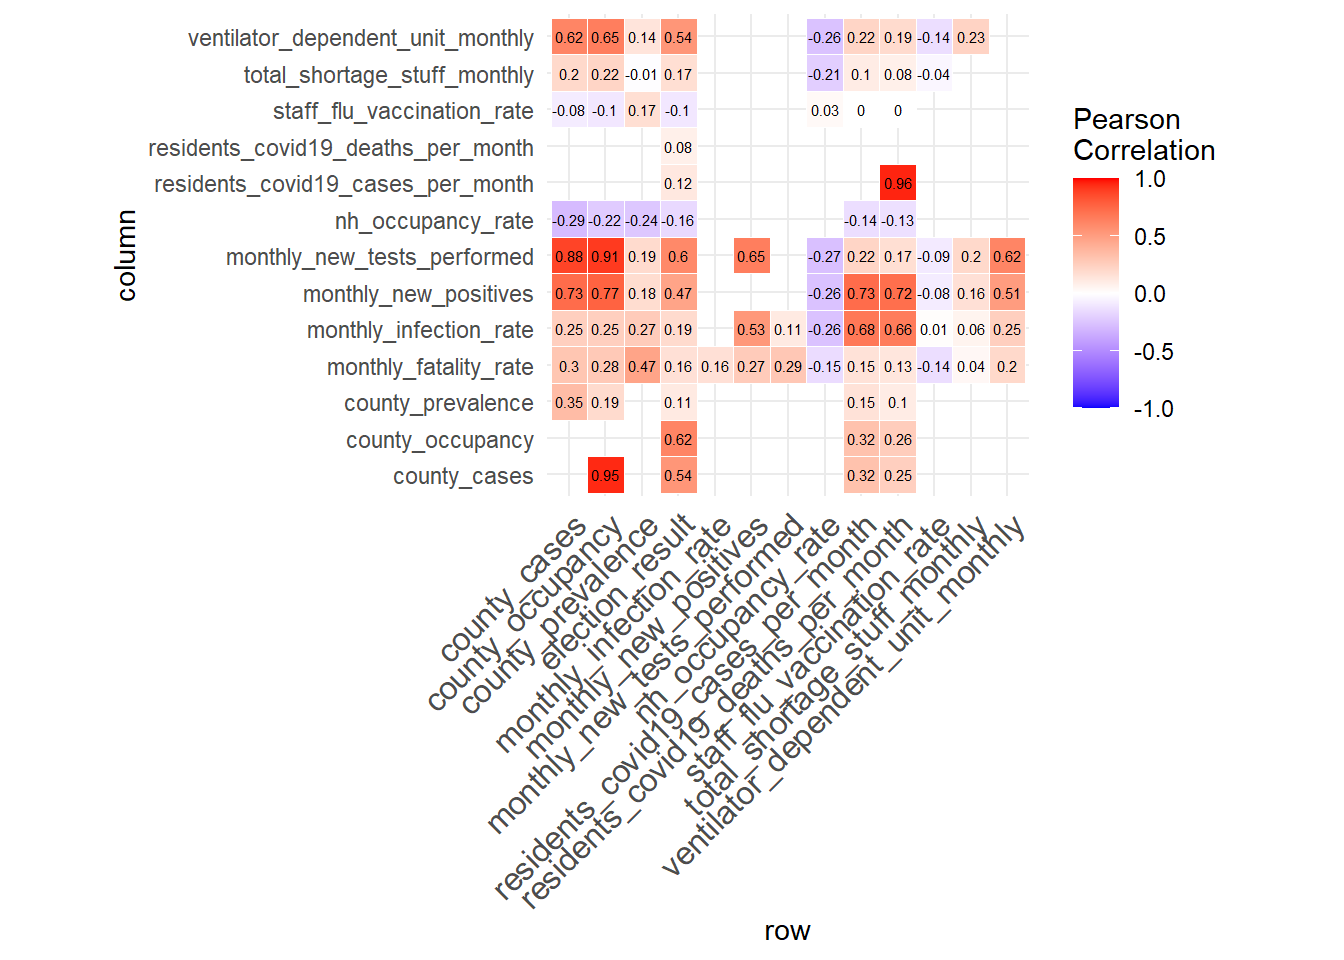 ventilator_dependent_unit_monthly 0.62 0.65 0.14 0.54 -0.26 0.22 0.19 -0.14 0.23
total_shortage_stuff_monthly 0.2 0.22 -0.01 0.17 -0.21 0.1 0.08 -0.04
staff_flu_vaccination_rate -0.08 -0.1 0.17 -0.1 0.03 0 0
residents_covid19_deaths_per_month 0.08
residents_covid19_cases_per_month 0.12 0.96
nh_occupancy_rate -0.29 -0.22 -0.24 -0.16 -0.14 -0.13
monthly_new_tests_performed 0.88 0.91 0.19 0.6 0.65 -0.27 0.22 0.17 -0.09 0.2 0.62
monthly_new_positives 0.73 0.77 0.18 0.47 -0.26 0.73 0.72 -0.08 0.16 0.51
monthly_infection_rate 0.25 0.25 0.27 0.19 0.53 0.11 -0.26 0.68 0.66 0.01 0.06 0.25
monthly_fatality_rate 0.3 0.28 0.47 0.16 0.16 0.27 0.29 -0.15 0.15 0.13 -0.14 0.04 0.2
county_prevalence 0.35 0.19 0.11 0.15 0.1
county_occupancy 0.62 0.32 0.26
county_cases 0.95 0.54 0.32 0.25
column
county_cases
county_occupancy
county_prevalence
election_result
monthly_infection_rate
monthly_new_positives
monthly_new_tests_performed
nh_occupancy_rate
residents_covid19_cases_per_month
residents_covid19_deaths_per_month
staff_flu_vaccination_rate
total_shortage_stuff_monthly
ventilator_dependent_unit_monthly
row
Pearson
Correlation
1.0
0.5
0.0
-0.5
-1.0